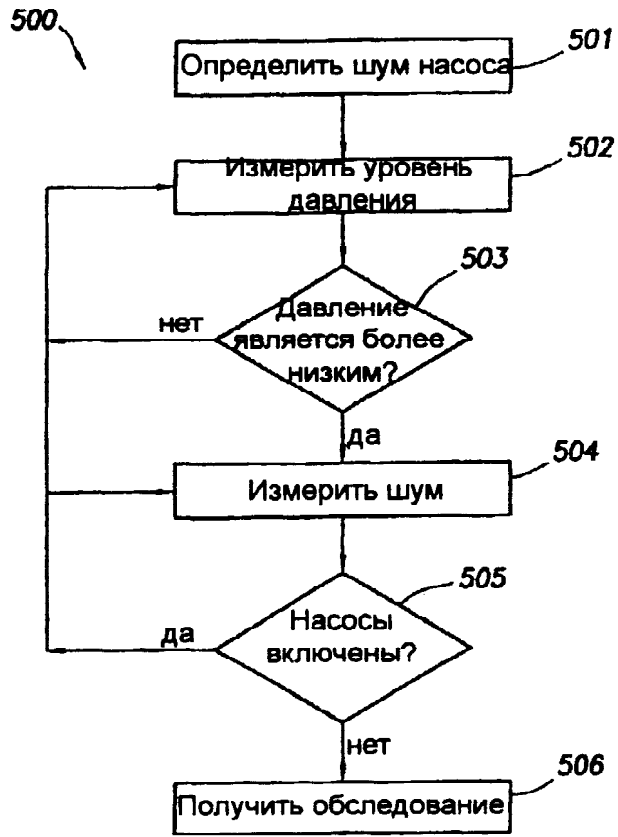 500
501
Определить шум насоса
502
Измерить уровень
давления
503
Давление
является более
низким?
нет
да
504
Измерить шум
505
Насосы
включены?
да
нет
506
Получить обследование